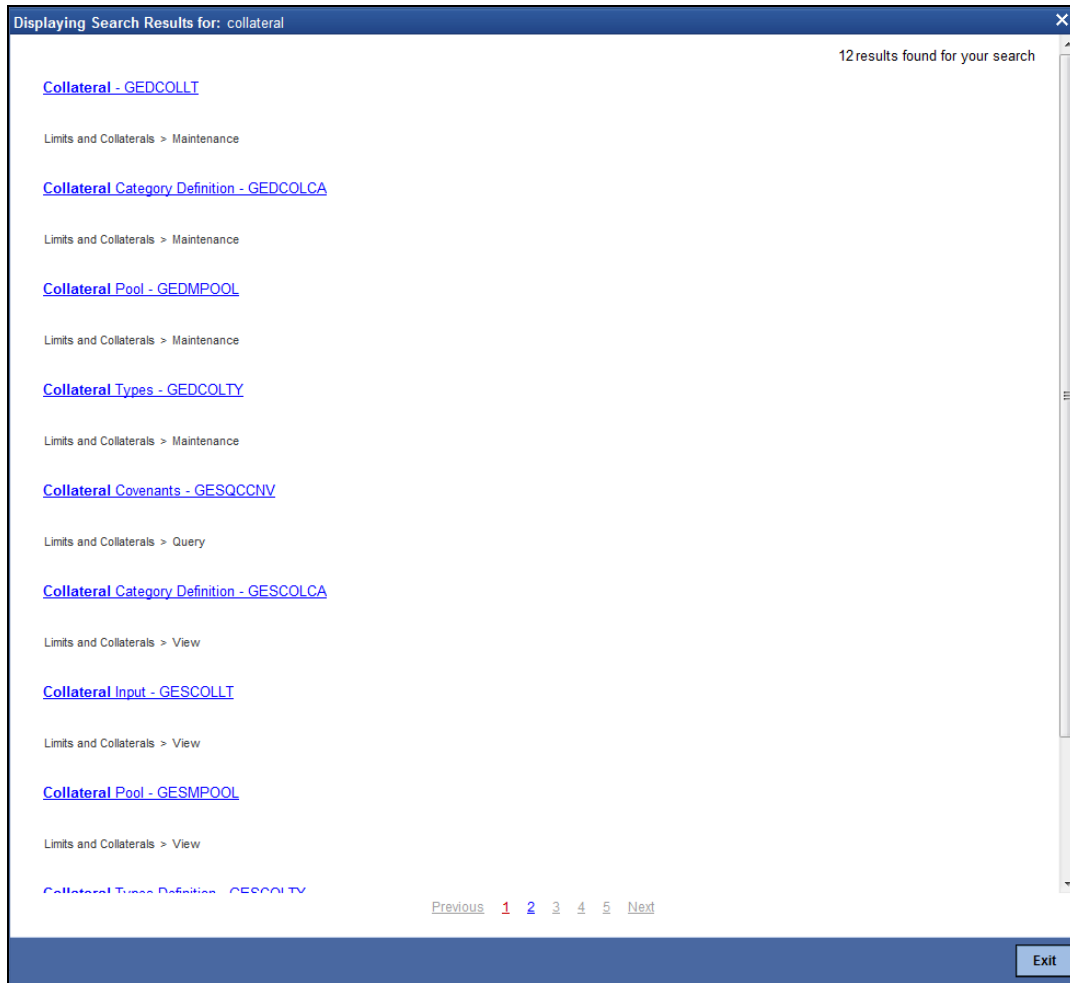 Displaying Search Results for: collateral
12 results found for your search
Collateral - GEDCOLLT
Limits and Collaterals > Maintenance
Collateral Category Definition - GEDCOLCA
Limits and Collaterals > Maintenance
Collateral Pool - GEDMPOOL
Limits and Collaterals > Maintenance
Collateral Types - GEDCOLTY
Limits and Collaterals > Maintenance
Collateral Covenants - GESQCCNV
Limits and Collaterals > Query
Collateral Category Definition - GESCOLCA
Limits and Collaterals > View
Collateral Input - GESCOLLT
Limits and Collaterals > View
Collateral Pool - GESMPOOL
Limits and Collaterals > View
Collateral Types Definition - GESCOLTY
Previous 1 2 3 4 5 Next
Exit